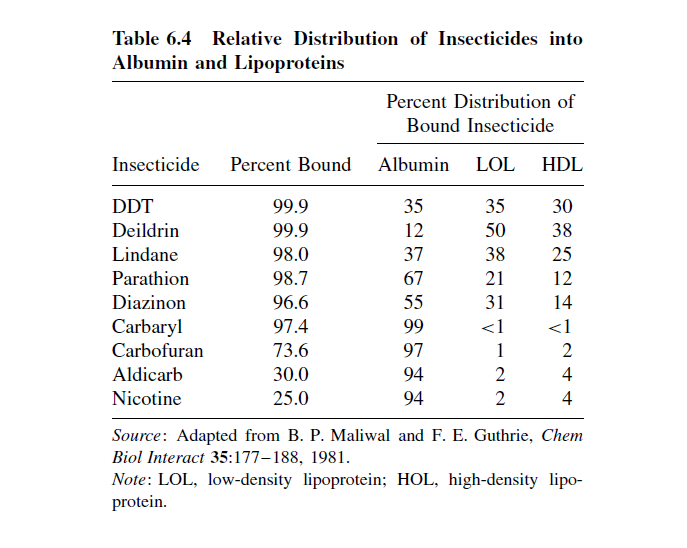 Table 6.4 Relative Distribution of Insecticides into
Albumin and Lipoproteins
Percent Distribution of
Bound Insecticide
Insecticide Percent Bound Albumin LOL HDL
DDT 99.9 35 35 30
Deildrin 99.9 12 50 38
Lindane 98.0 37 38 25
Parathion 98.7 67 21 12
Diazinon 96.6 55 31 14
Carbaryl 97.4 99 <1 <1
Carbofuran 73.6 97 1 2
Aldicarb 30.0 94 2 4
Nicotine 25.0 94 2 4
Source: Adapted from B. P. Maliwal and F. E. Guthrie, Chem
Biol Interact 35:177–188, 1981.
Note: LOL, low-density lipoprotein; HOL, high-density lipo-
protein.